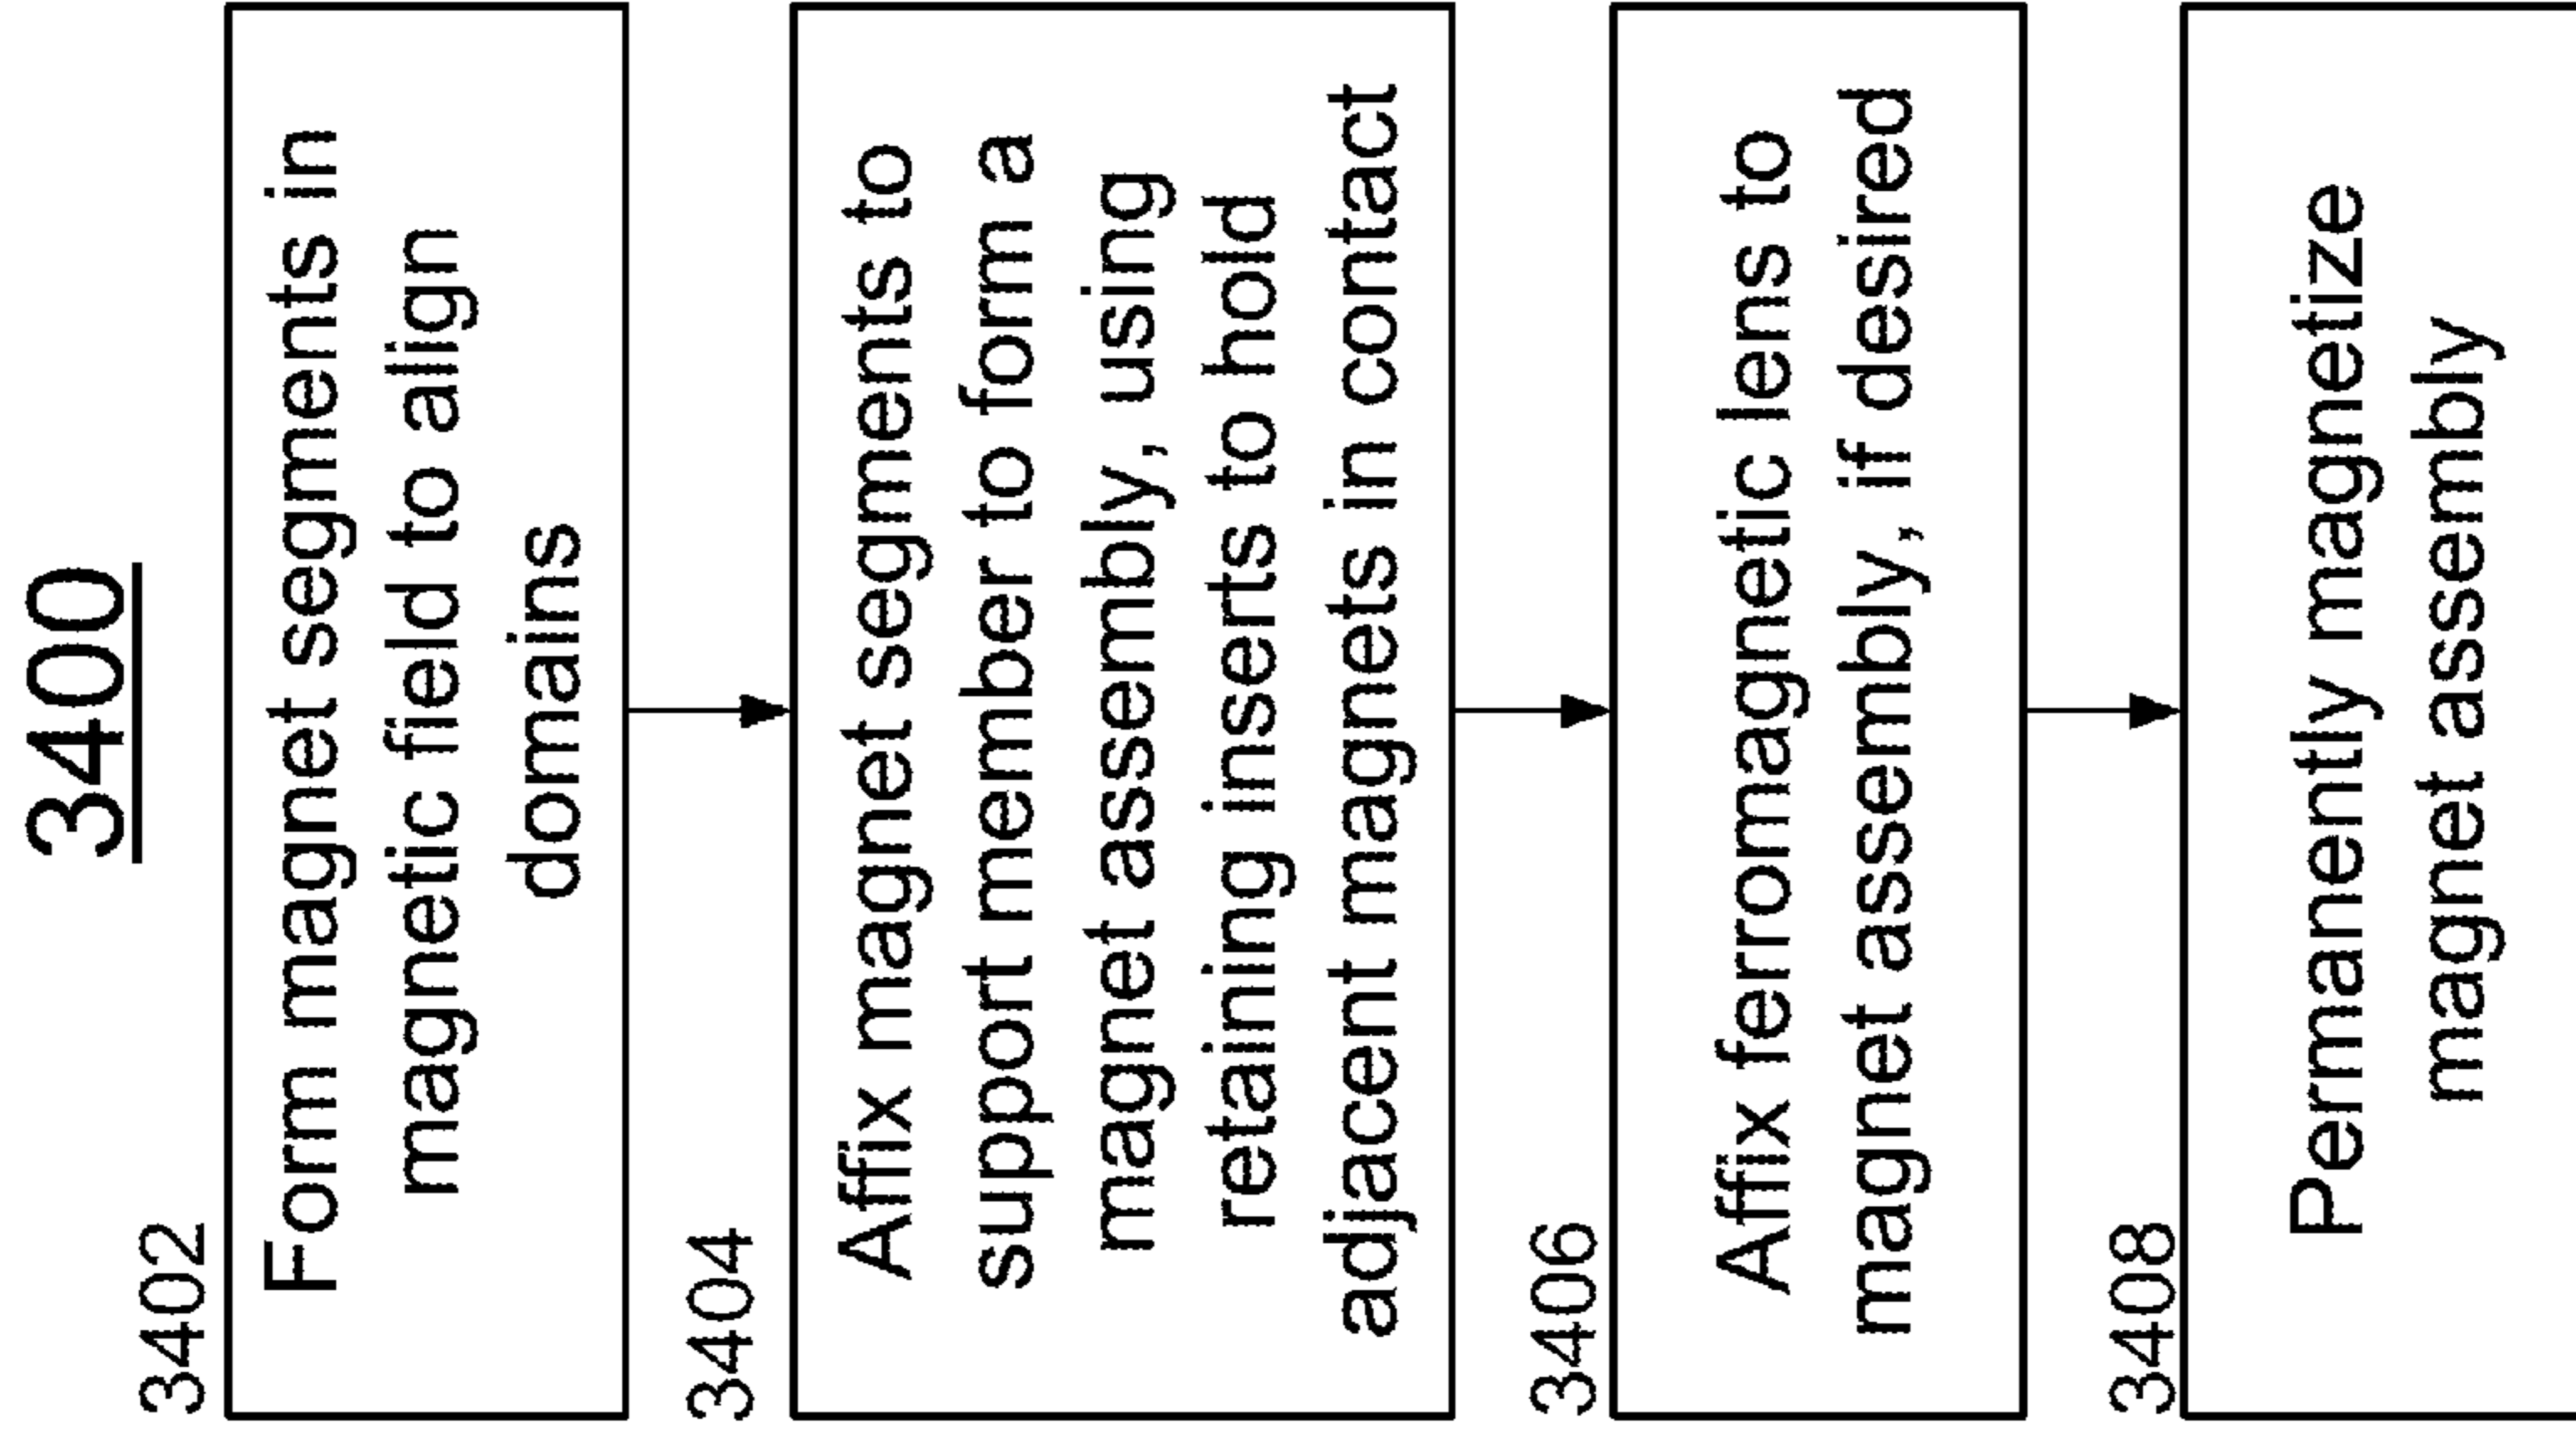 3400
3402
Form magnet segments in
magnetic field to align
domains
3404
Affix magnet segments to
support member to form a
magnet assembly, using
retaining inserts to hold
adjacent magnets in contact
3406
Affix ferromagnetic lens to
magnet assembly, if desired
3408
Permanently magnetize
magnet assembly